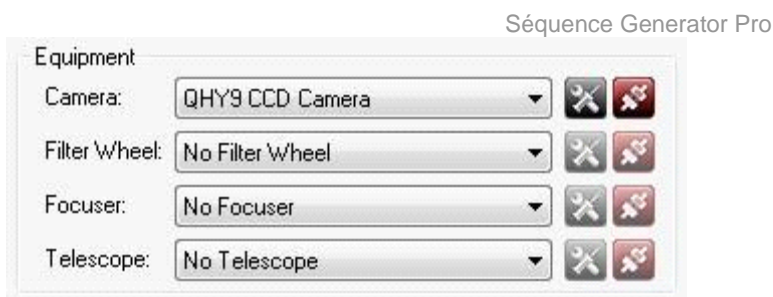 Séquence Generator Pro
Equipment
Camera: QHY9 CCD Camera
Filter Wheel: No Filter Wheel
Focuser: No Focuser
Telescope: No Telescope